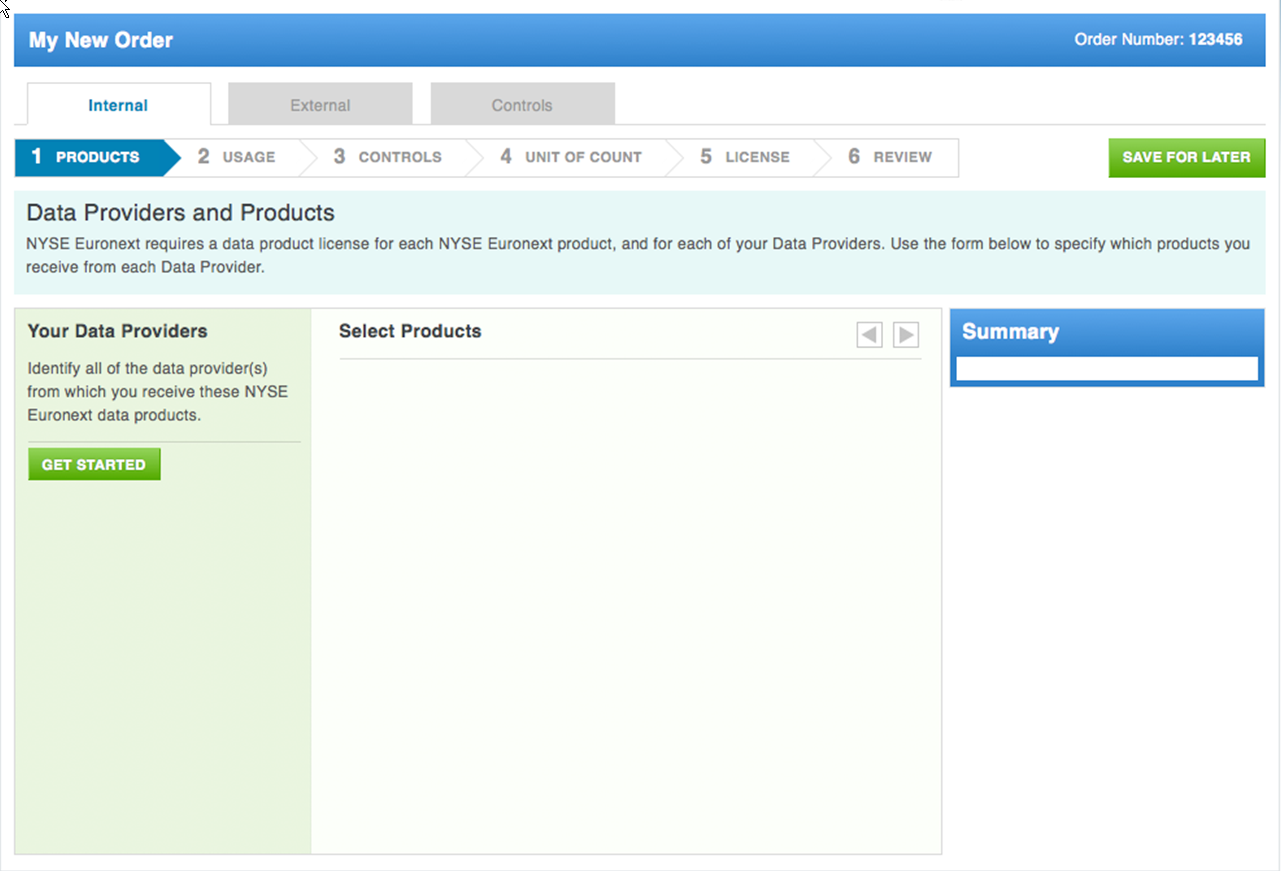 My New Order
Order Number: 123456
Internal
External
Controls
1 PRODUCTS
2 USAGE
3 CONTROLS
4 UNIT OF COUNT
5 LICENSE
6 REVIEW
SAVE FOR LATER
Data Providers and Products
NYSE Euronext requires a data product license for each NYSE Euronext product, and for each of your Data Providers. Use the form below to specify which products you
receive from each Data Provider.
Your Data Providers
Identify all of the data provider(s)
from which you receive these NYSE
Euronext data products.
GET STARTED
Select Products
Summary